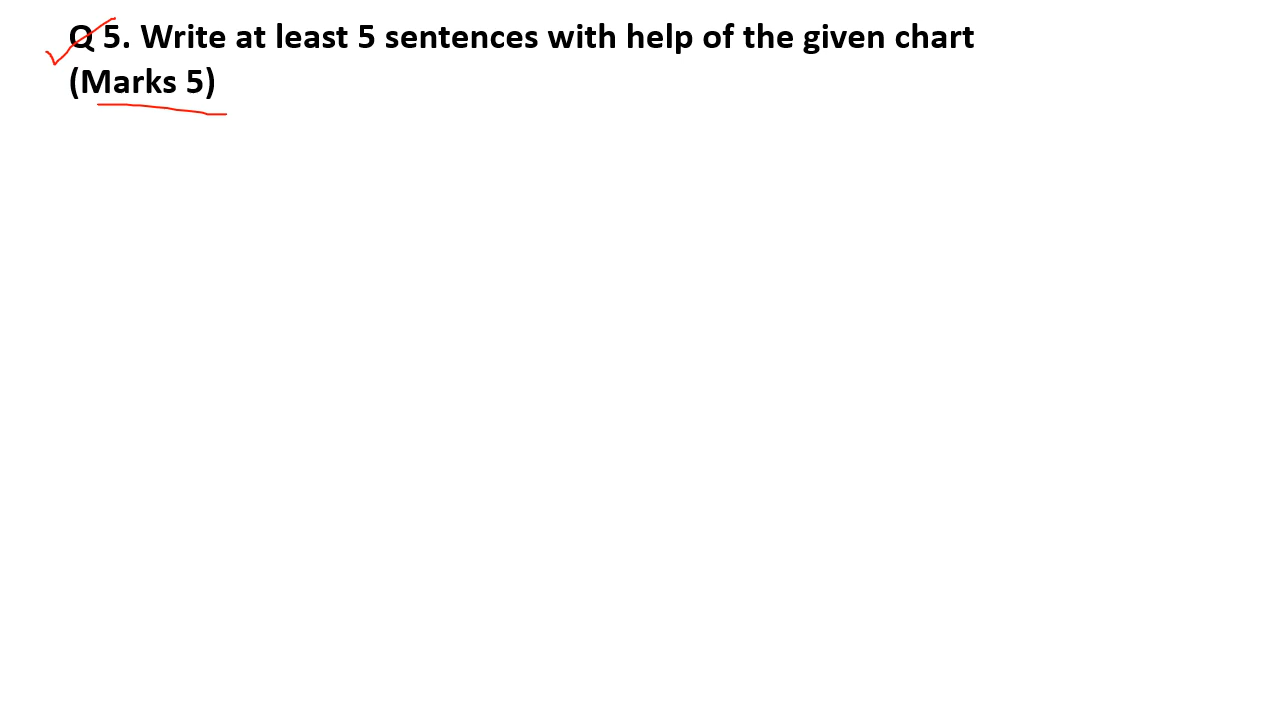 Q 5. Write at least 5 sentences with help of the given chart
(Marks 5)